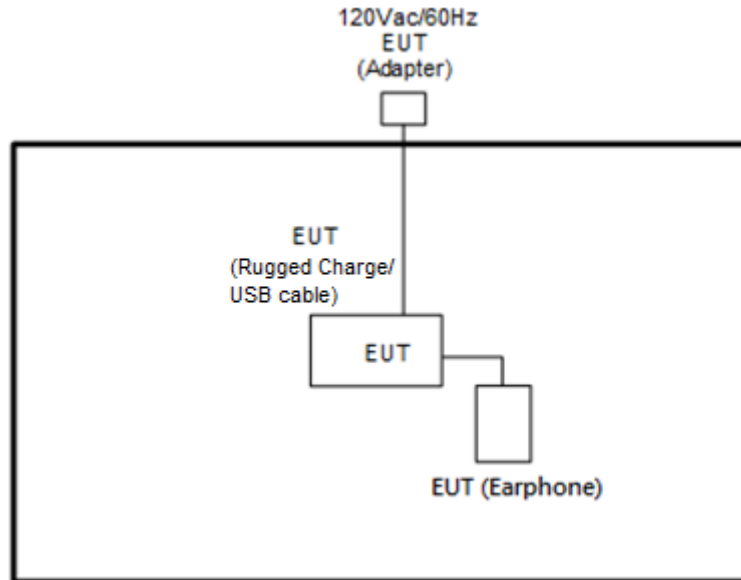 120Vac/60Hz
EUT
(Adapter)
EUT
(Rugged Charge/
USB cable)
EUT
EUT (Earphone)